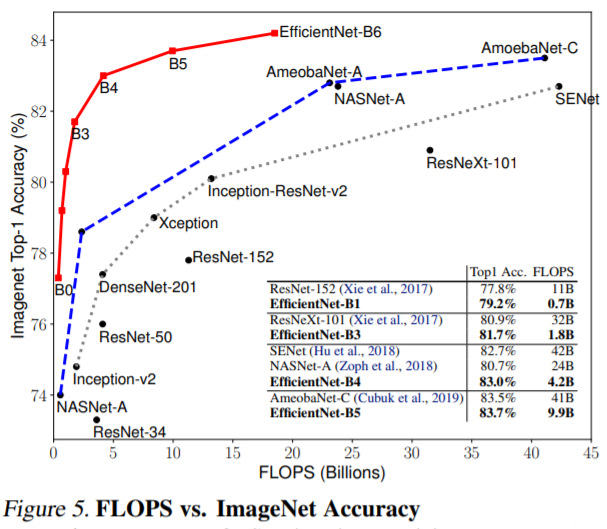 84
EfficientNet-B6
AmoebaNet-C
B5
B4
AmeobaNet-A
NASNet-A
SENet
82
B3
ResNeXt-101
80
Inception-ResNet-v2
Xception
78
ResNet-152
B0
DenseNet-201
76
ResNet-50
Inception-v2
74
NASNet-A
ResNet-34
Imagenet Top-1 Accuracy (%)
Top1 Acc. FLOPS
ResNet-152 (Xie et al., 2017) 77.8% 11B
EfficientNet-B1 79.2% 0.7B
ResNeXt-101 (Xie et al., 2017) 80.9% 32B
EfficientNet-B3 81.7% 1.8B
SENet (Hu et al., 2018) 82.7% 42B
NASNet-A (Zoph et al., 2018) 80.7% 24B
EfficientNet-B4 83.0% 4.2B
AmeobaNet-C (Cubuk et al., 2019) 83.5% 41B
EfficientNet-B5 83.7% 9.9B
0 5 10 15 20 25 30 35 40 45
FLOPS (Billions)
Figure 5. FLOPS vs. ImageNet Accuracy